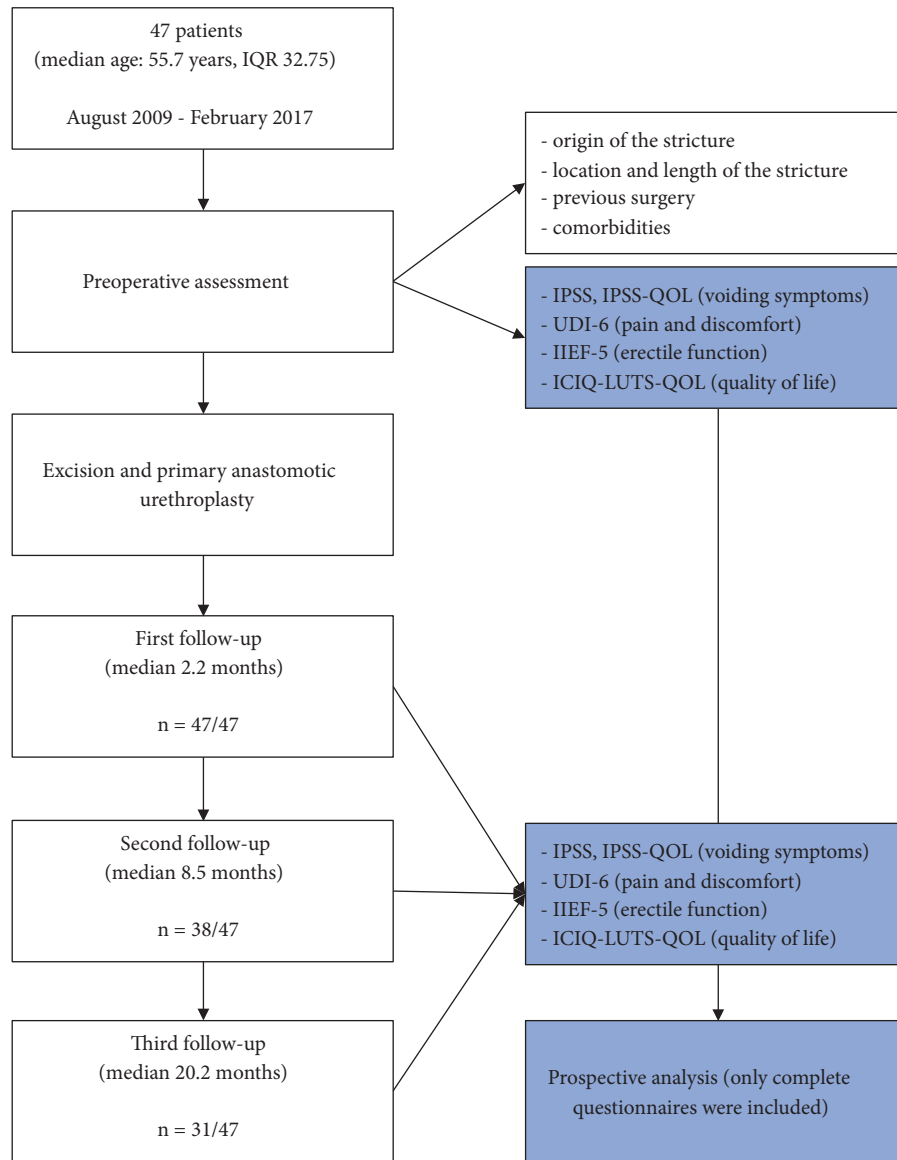 47 patients
(median age: 55.7 years, IQR 32.75)
August 2009 - February 2017
- origin of the stricture
- location and length of the stricture
- previous surgery
- comorbidities
Preoperative assessment
- IPSS, IPSS-QOL (voiding symptoms)
- UDI-6 (pain and discomfort)
- IIEF-5 (erectile function)
- ICIQ-LUTS-QOL (quality of life)
Excision and primary anastomotic
urethroplasty
First follow-up
(median 2.2 months)
n = 47/47
Second follow-up
(median 8.5 months)
n = 38/47
- IPSS, IPSS-QOL (voiding symptoms)
- UDI-6 (pain and discomfort)
- IIEF-5 (erectile function)
- ICIQ-LUTS-QOL (quality of life)
Third follow-up
(median 20.2 months)
n = 31/47
Prospective analysis (only complete
questionnaires were included)